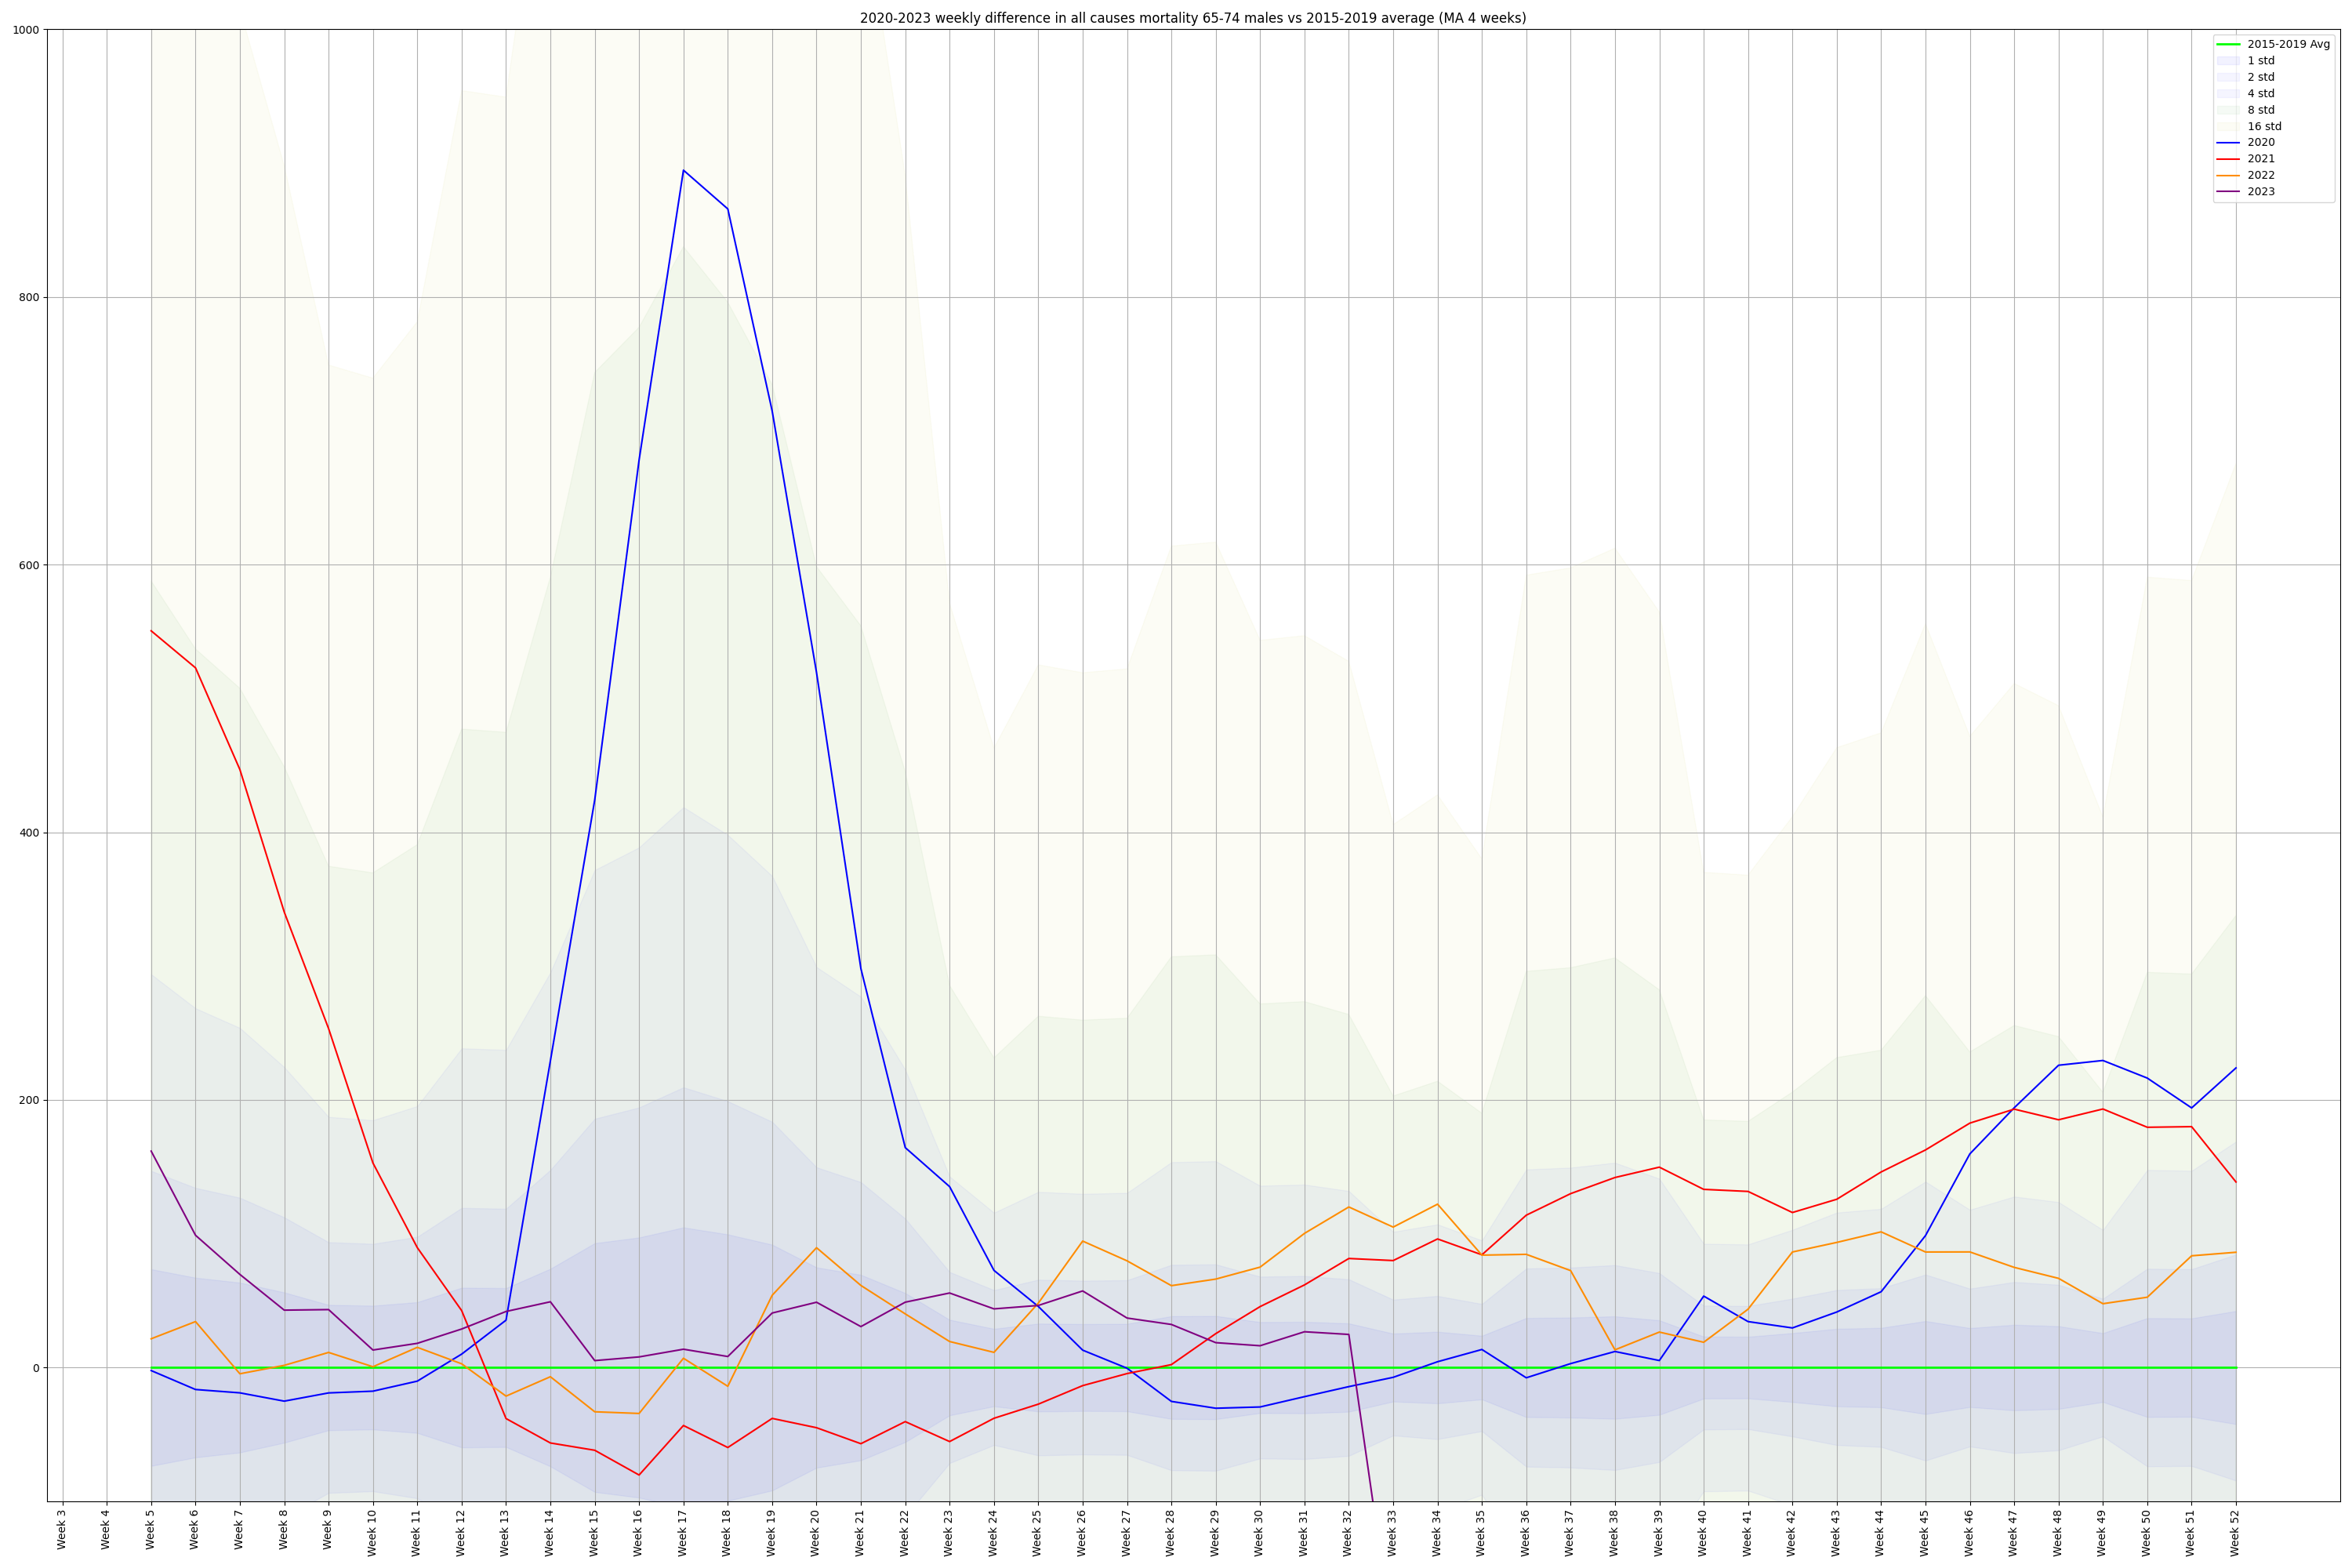 2020-2023 weekly difference in all causes mortality 65-74 males vs 2015-2019 average (MA 4 weeks)
1000
800
600
400
200
0
2015-2019 Avg
1 std
2 std
4 std
8 std
16 std
2020
2021
2022
2023
Week 3
Week 4
Week 5
Week 6
Week 7
Week 8
Week 9
Week 10
Week 11
Week 12
Week 13
Week 14
Week 15
Week 16
Week 17
Week 18
Week 19
Week 20
Week 21
Week 22
Week 23
Week 24
Week 25
Week 26
Week 27
Week 28
Week 29
Week 30
Week 31
Week 32
Week 33
Week 34
Week 35
Week 36
Week 37
Week 38
Week 39
Week 40
Week 41
Week 42
Week 43
Week 44
Week 45
Week 46
Week 47
Week 48
Week 49
Week 50
Week 51
Week 52